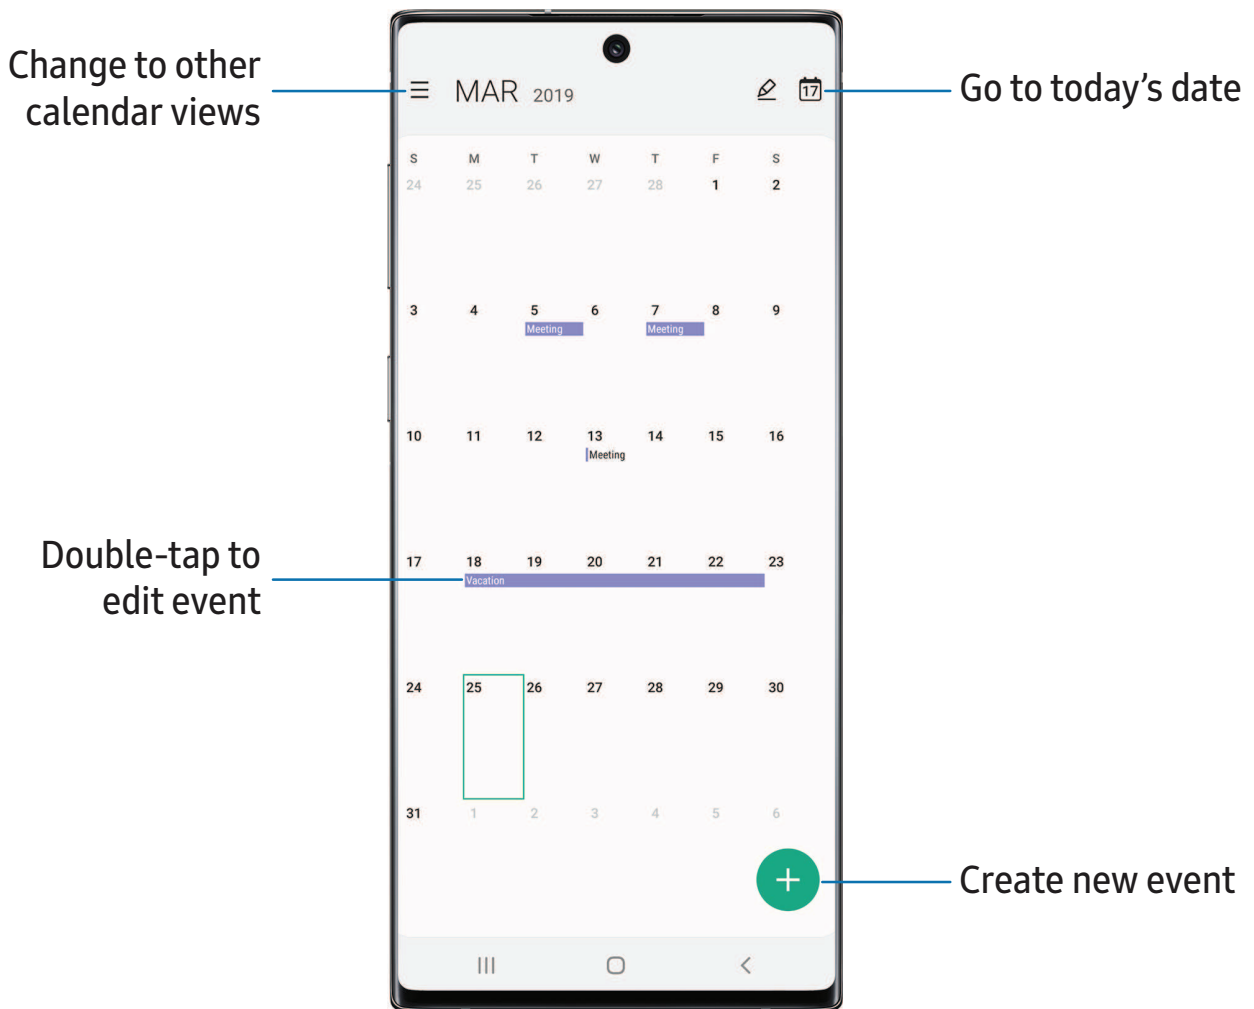 Change to other
calendar views
MAR 2019
17
Go to today's date
S M T W T F S
24 25 26 27 28 1 2
3 4 5 6 7 8 9
Meeting Meeting
10 11 12 13 14 15 16
Meeting
Double-tap to
edit event
17 18 19 20 21 22 23
Vacation
24 25 26 27 28 29 30
31 1 2 3 4 5 6
+
Create new event